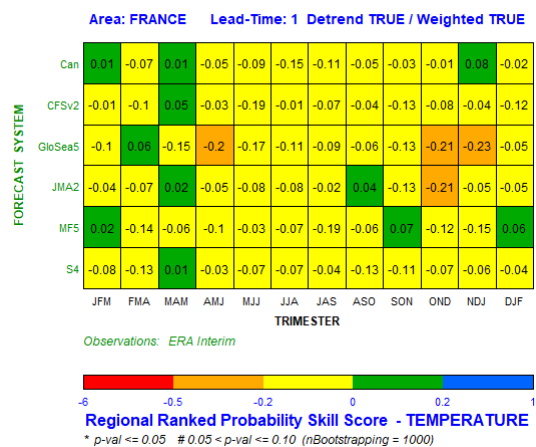 Area: FRANCE Lead-Time: 1 Detrend TRUE / Weighted TRUE
FORECAST SYSTEM
Can 0.01 -0.07 0.01 -0.05 -0.09 -0.15 -0.11 -0.05 -0.03 -0.01 0.08 -0.02
CFSv2 -0.01 -0.1 0.05 -0.03 -0.19 -0.01 -0.07 -0.04 -0.13 -0.08 -0.04 -0.12
GloSea5 -0.1 0.06 -0.15 -0.2 -0.17 -0.11 -0.09 -0.06 -0.13 -0.21 -0.23 -0.05
JMA2 -0.04 -0.07 0.02 -0.05 -0.08 -0.08 -0.02 0.04 -0.13 -0.21 -0.05 -0.05
MF5 0.02 -0.14 -0.06 -0.1 -0.03 -0.07 -0.19 -0.06 0.07 -0.12 -0.15 0.06
S4 -0.08 -0.13 0.01 -0.03 -0.07 -0.07 -0.04 -0.13 -0.11 -0.07 -0.06 -0.04
JFM FMA MAM AMJ MJJ JJA JAS ASO SON OND NDJ DJF
TRIMESTER
Observations: ERA Interim
-6 -0.5 -0.2 0 0.2 1
Regional Ranked Probability Skill Score - TEMPERATURE
* p-val <= 0.05 # 0.05 < p-val <= 0.10 (nBootstrapping = 1000)